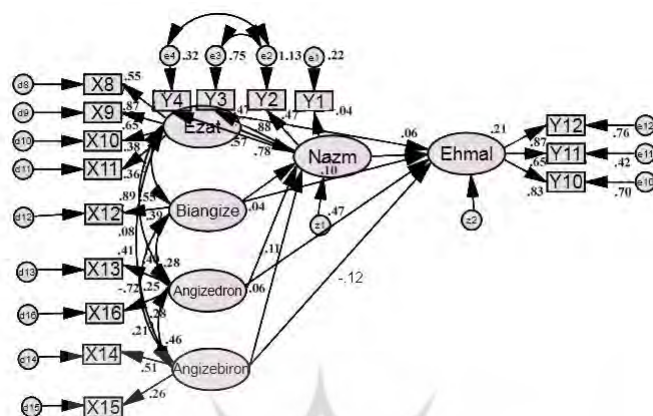 e4 .32 e3 .75 e2 1.13 e1 .22
d8 X8 .55 Y4 Y3 Y2 Y1
d9 X9 .87 Ezat .47 .47 .04
d10 X10 .65 .88 .06 .21 Y12 e12
d11 X11 .38 .57 .78 Nazm Ehmal .87 Y11 .76 e11
.36 .10 .65 .42
.83 Y10 .70 e10
d12 X12 .89 .55 Biangize .04 z1 .47 z2
.39
.08
d13 X13 .41 .28 .11
-.72 .25 Angizedron .06 -.12
d16 X16 .28
.21 .46
d14 X14 .51 Angizebiron
.26
d15 X15